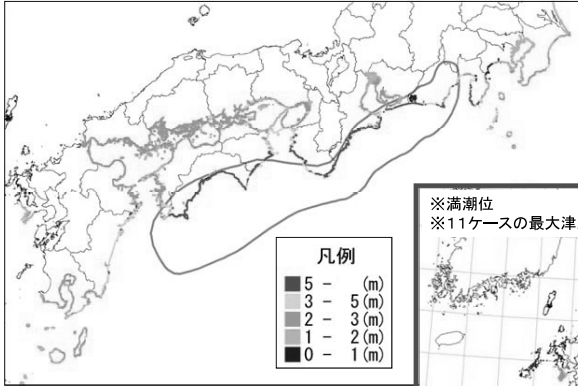 ※満潮位
※11ケースの最大津
凡例
5 - (m)
3 - 5(m)
2 - 3(m)
1 - 2(m)
0 - 1(m)